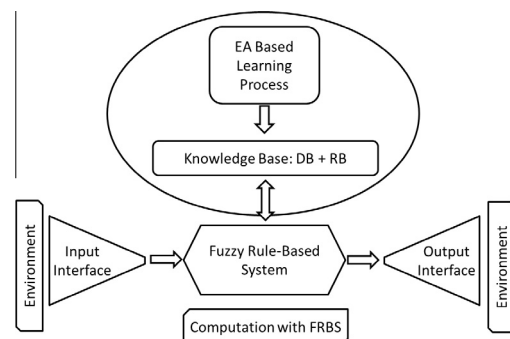 EA Based
Learning
Process
Knowledge Base: DB + RB
Environment
Input
Interface
Fuzzy Rule-Based
System
Output
Interface
Environment
Computation with FRBS